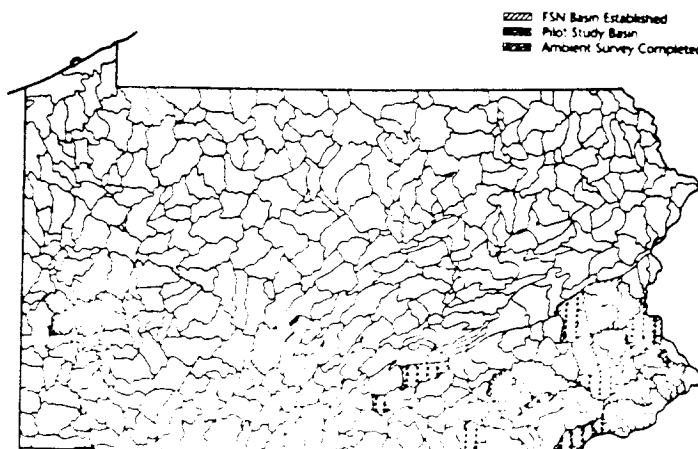 FSN Basin Established
Pilot Study Basin
Ambient Survey Completed